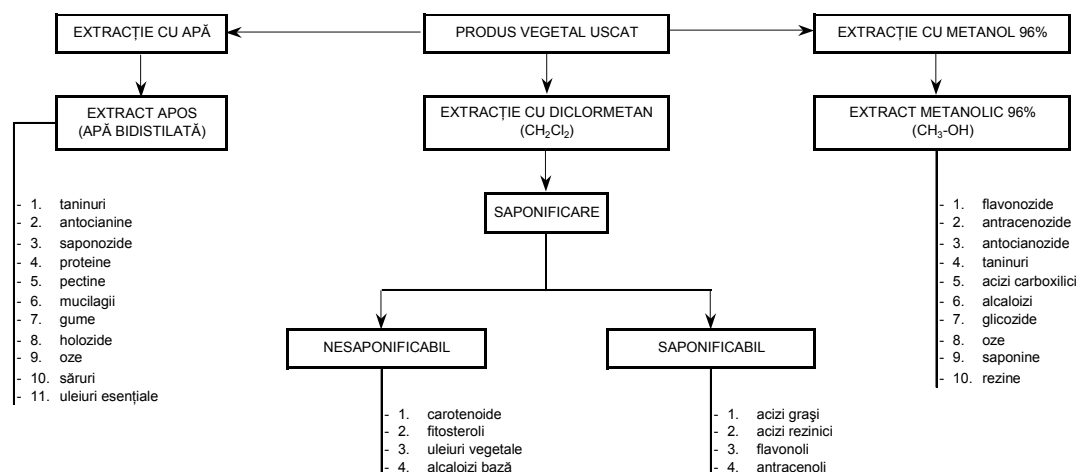 EXTRACȚIE CU APĂ
PRODUS VEGETAL USCAT
EXTRACȚIE CU METANOL 96%
EXTRACT APOS
(APĂ BIDISTILATĂ)
EXTRACȚIE CU DICLORMETAN
(CH₂Cl₂)
EXTRACT METANOLIC 96%
(CH₃-OH)
- 1. taninuri
- 2. antocianine
- 3. saponozide
- 4. proteine
- 5. pectine
- 6. mucilagii
- 7. gume
- 8. holozide
- 9. oze
- 10. săruri
- 11. uleiuri esențiale
SAPONIFICARE
- 1. flavonozide
- 2. antracenozide
- 3. antocianozide
- 4. taninuri
- 5. acizi carboxilici
- 6. alcaloizi
- 7. glicozide
- 8. oze
- 9. saponine
- 10. rezine
NESAPONIFICABIL
SAPONIFICABIL
- 1. carotenoide
- 2. fitosteroli
- 3. uleiuri vegetale
- 4. alcaloizi bază
- 1. acizi grași
- 2. acizi rezinici
- 3. flavonoli
- 4. antracenoli